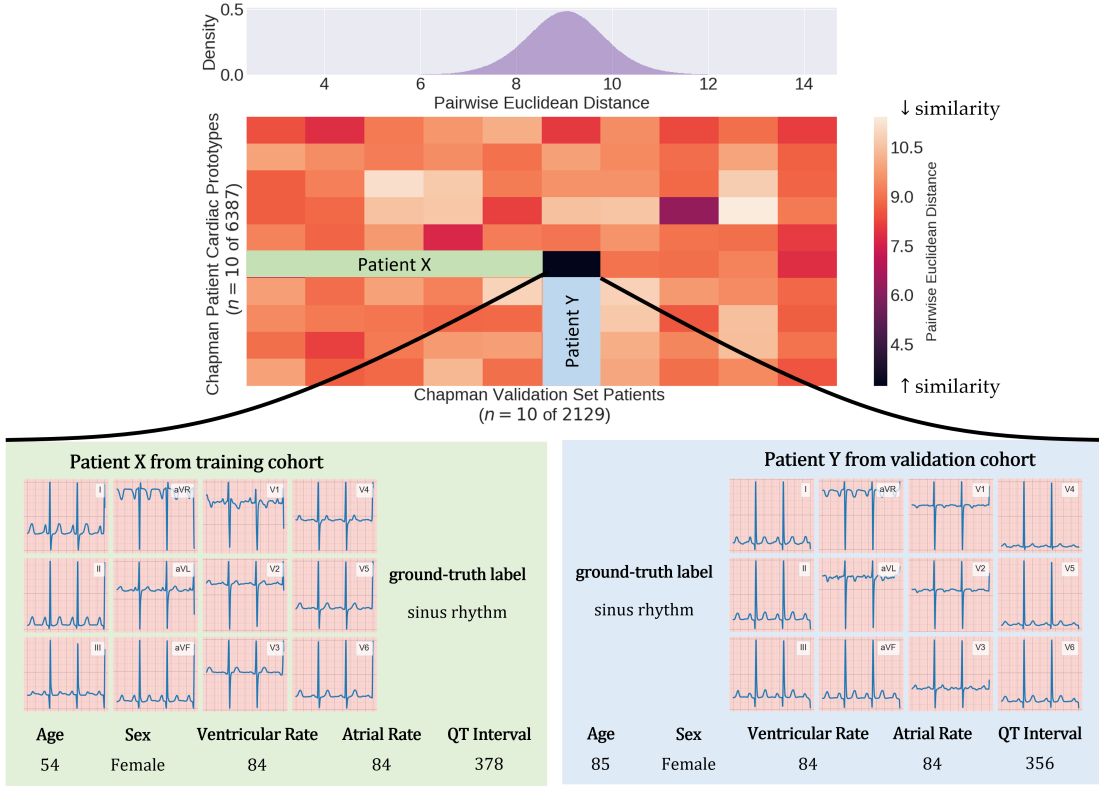 0.5
Density
0.0
4 6 8 10 12 14
Pairwise Euclidean Distance
↓ similarity
Chapman Patient Cardiac Prototypes
(n = 10 of 6387)
Patient X
Patient Y
10.5
9.0
7.5
6.0
4.5
Pairwise Euclidean Distance
↑ similarity
Chapman Validation Set Patients
(n = 10 of 2129)
Patient X from training cohort
I aVR V1 V4
II aVL V2 V5
III aVF V3 V6
ground-truth label
sinus rhythm
Age Sex Ventricular Rate Atrial Rate QT Interval
54 Female 84 84 378
Patient Y from validation cohort
ground-truth label
sinus rhythm
I aVR V1 V4
II aVL V2 V5
III aVF V3 V6
Age Sex Ventricular Rate Atrial Rate QT Interval
85 Female 84 84 356